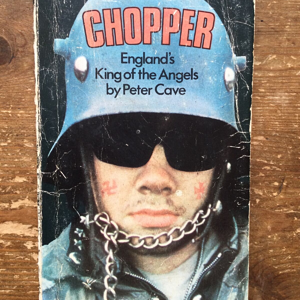 CHOPPER
England's
King of the Angels
by Peter Cave